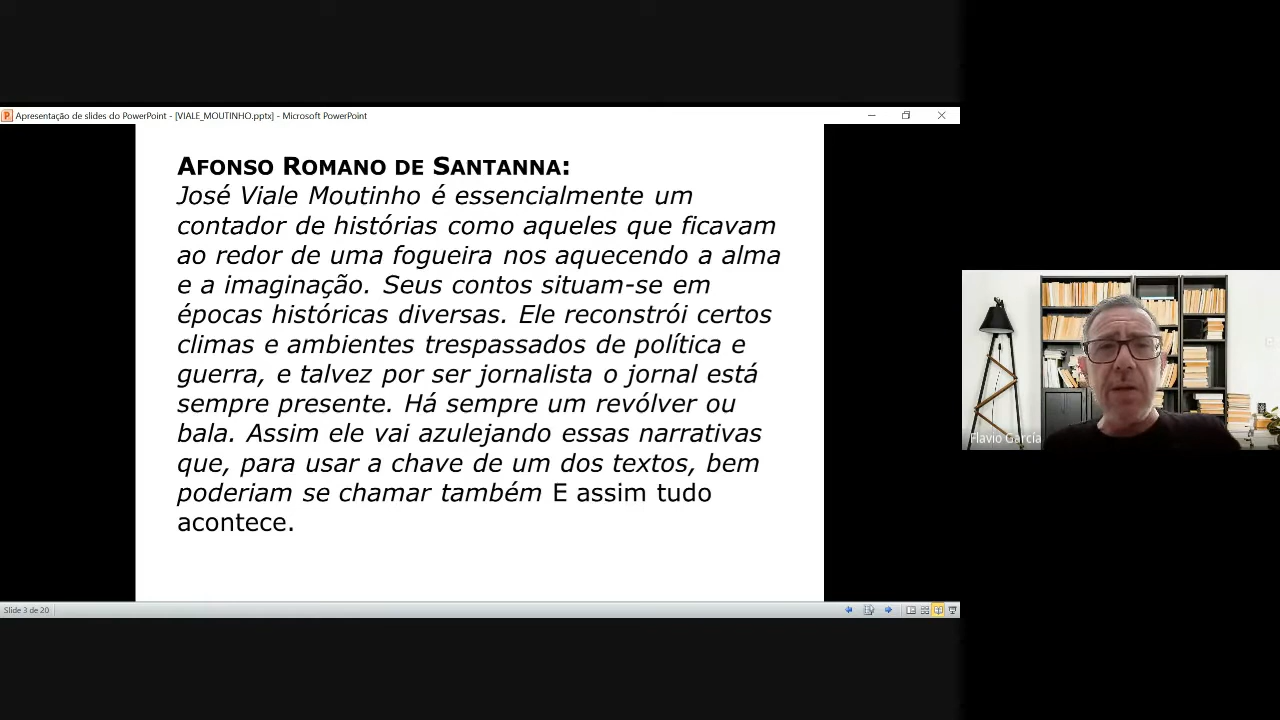 Apresentação de slides do PowerPoint - [VIALE_MOUTINHO.pptx] - Microsoft PowerPoint
AFONSO ROMANO DE SANTANNA:
José Viale Moutinho é essencialmente um
contador de histórias como aqueles que ficavam
ao redor de uma fogueira nos aquecendo a alma
e a imaginação. Seus contos situam-se em
épocas históricas diversas. Ele reconstrói certos
climas e ambientes trespassados de política e
guerra, e talvez por ser jornalista o jornal está
sempre presente. Há sempre um revólver ou
bala. Assim ele vai azulejando essas narrativas
que, para usar a chave de um dos textos, bem
poderiam se chamar também E assim tudo
acontece.
Flavio García
Slide 3 de 20